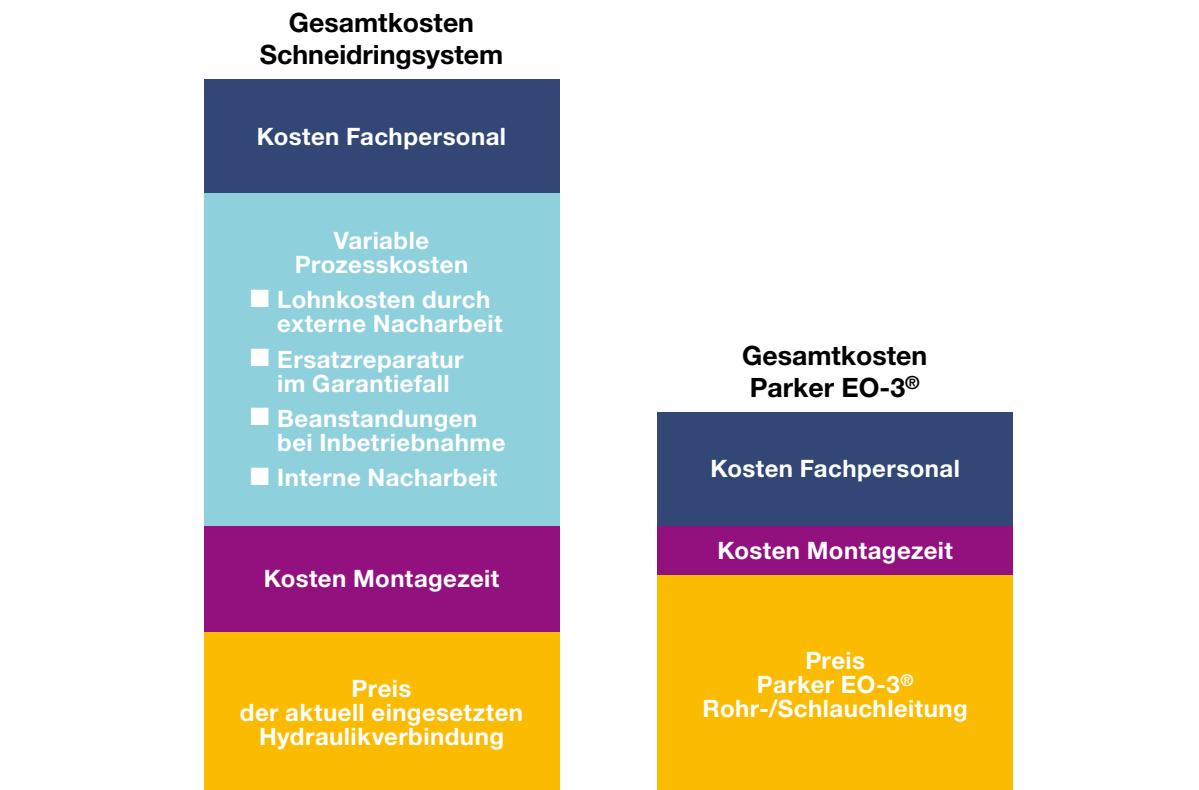 Gesamtkosten
Schneidringsystem
Kosten Fachpersonal
Variable
Prozesskosten
Lohnkosten durch
externe Nacharbeit
Ersatzreparatur
im Garantiefall
Beanstandungen
bei Inbetriebnahme
Interne Nacharbeit
Kosten Montagezeit
Preis
der aktuell eingesetzten
Hydraulikverbindung
Gesamtkosten
Parker EO-3®
Kosten Fachpersonal
Kosten Montagezeit
Preis
Parker EO-3®
Rohr-/Schlauchleitung